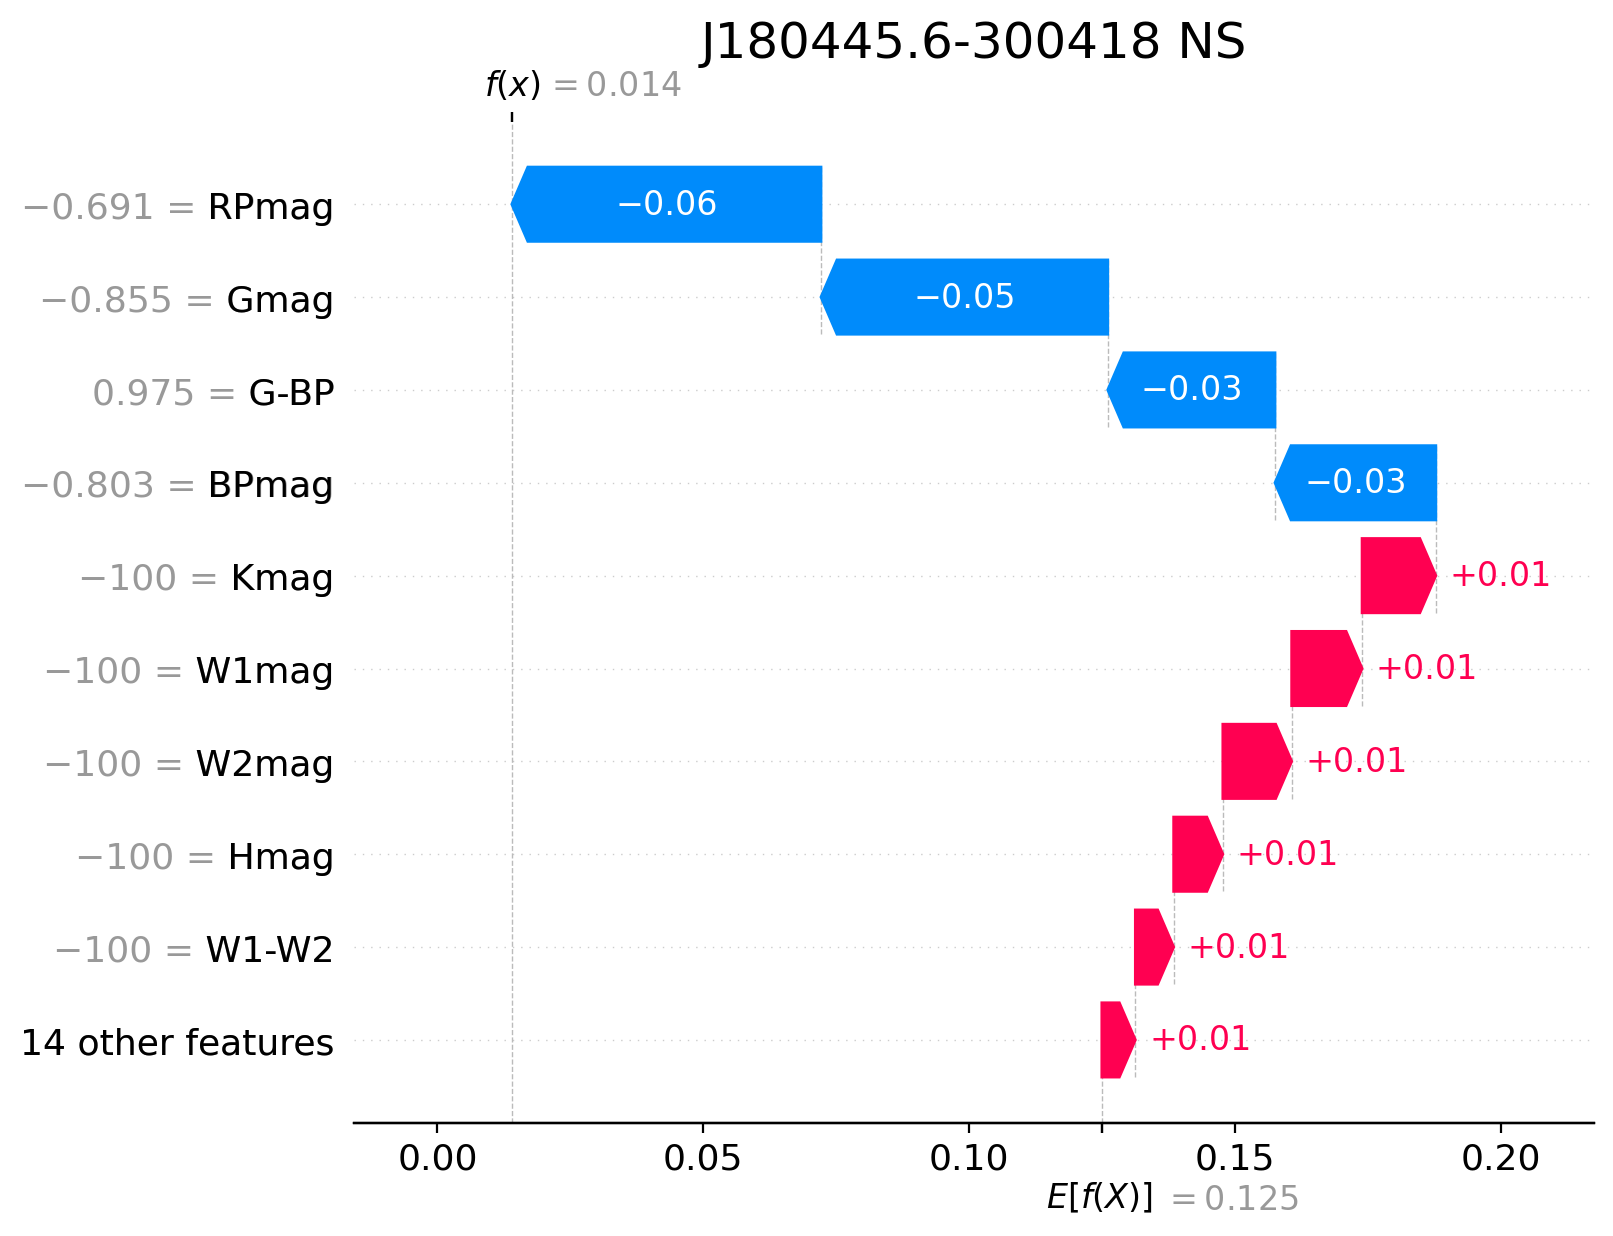 J180445.6-300418 NS
f(x) = 0.014
−0.691 = RPmag −0.06
−0.855 = Gmag −0.05
0.975 = G-BP −0.03
−0.803 = BPmag −0.03
−100 = Kmag +0.01
−100 = W1mag +0.01
−100 = W2mag +0.01
−100 = Hmag +0.01
−100 = W1-W2 +0.01
14 other features +0.01
0.00 0.05 0.10 0.15 0.20
E[f(X)] = 0.125